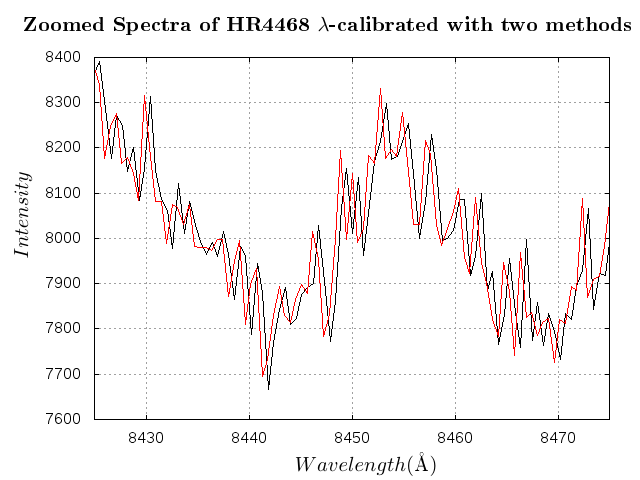 Zoomed Spectra of HR4468 λ-calibrated with two methods
8400
8300
8200
8100
8000
7900
7800
7700
7600
Intensity
8430 8440 8450 8460 8470
Wavelength(Å)